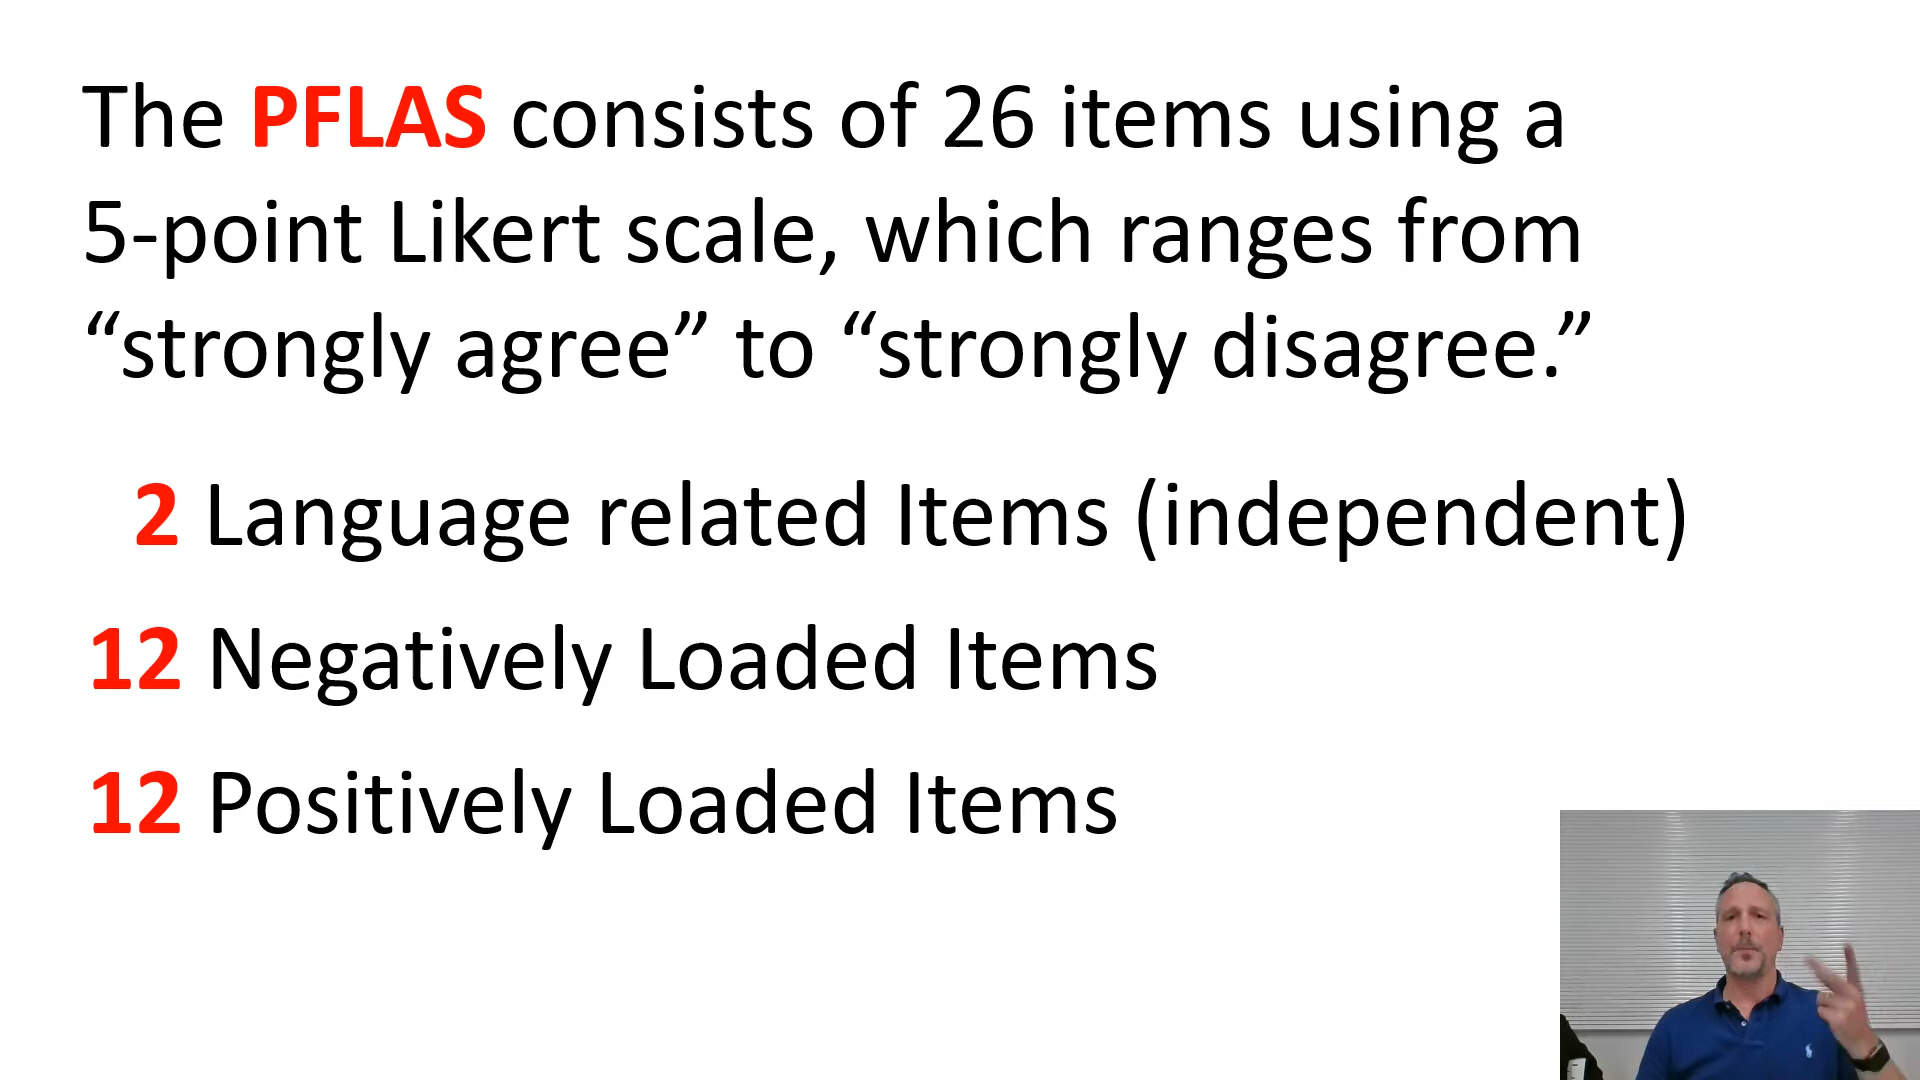 The PFLAS consists of 26 items using a
5-point Likert scale, which ranges from
“strongly agree” to “strongly disagree.”
2 Language related Items (independent)
12 Negatively Loaded Items
12 Positively Loaded Items